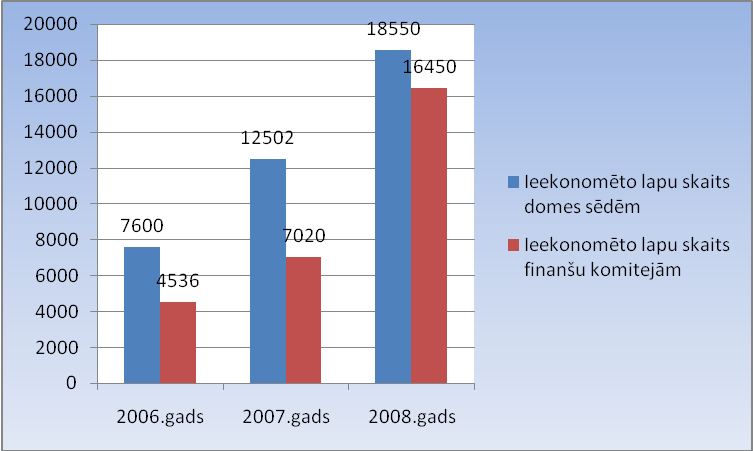 20000
18000
16000
14000
12000
10000
8000
6000
4000
2000
0
7600
4536
12502
7020
18550
16450
2006.gads
2007.gads
2008.gads
Ieekonomēto lapu skaits
domes sēdēm
Ieekonomēto lapu skaits
finanšu komitejām